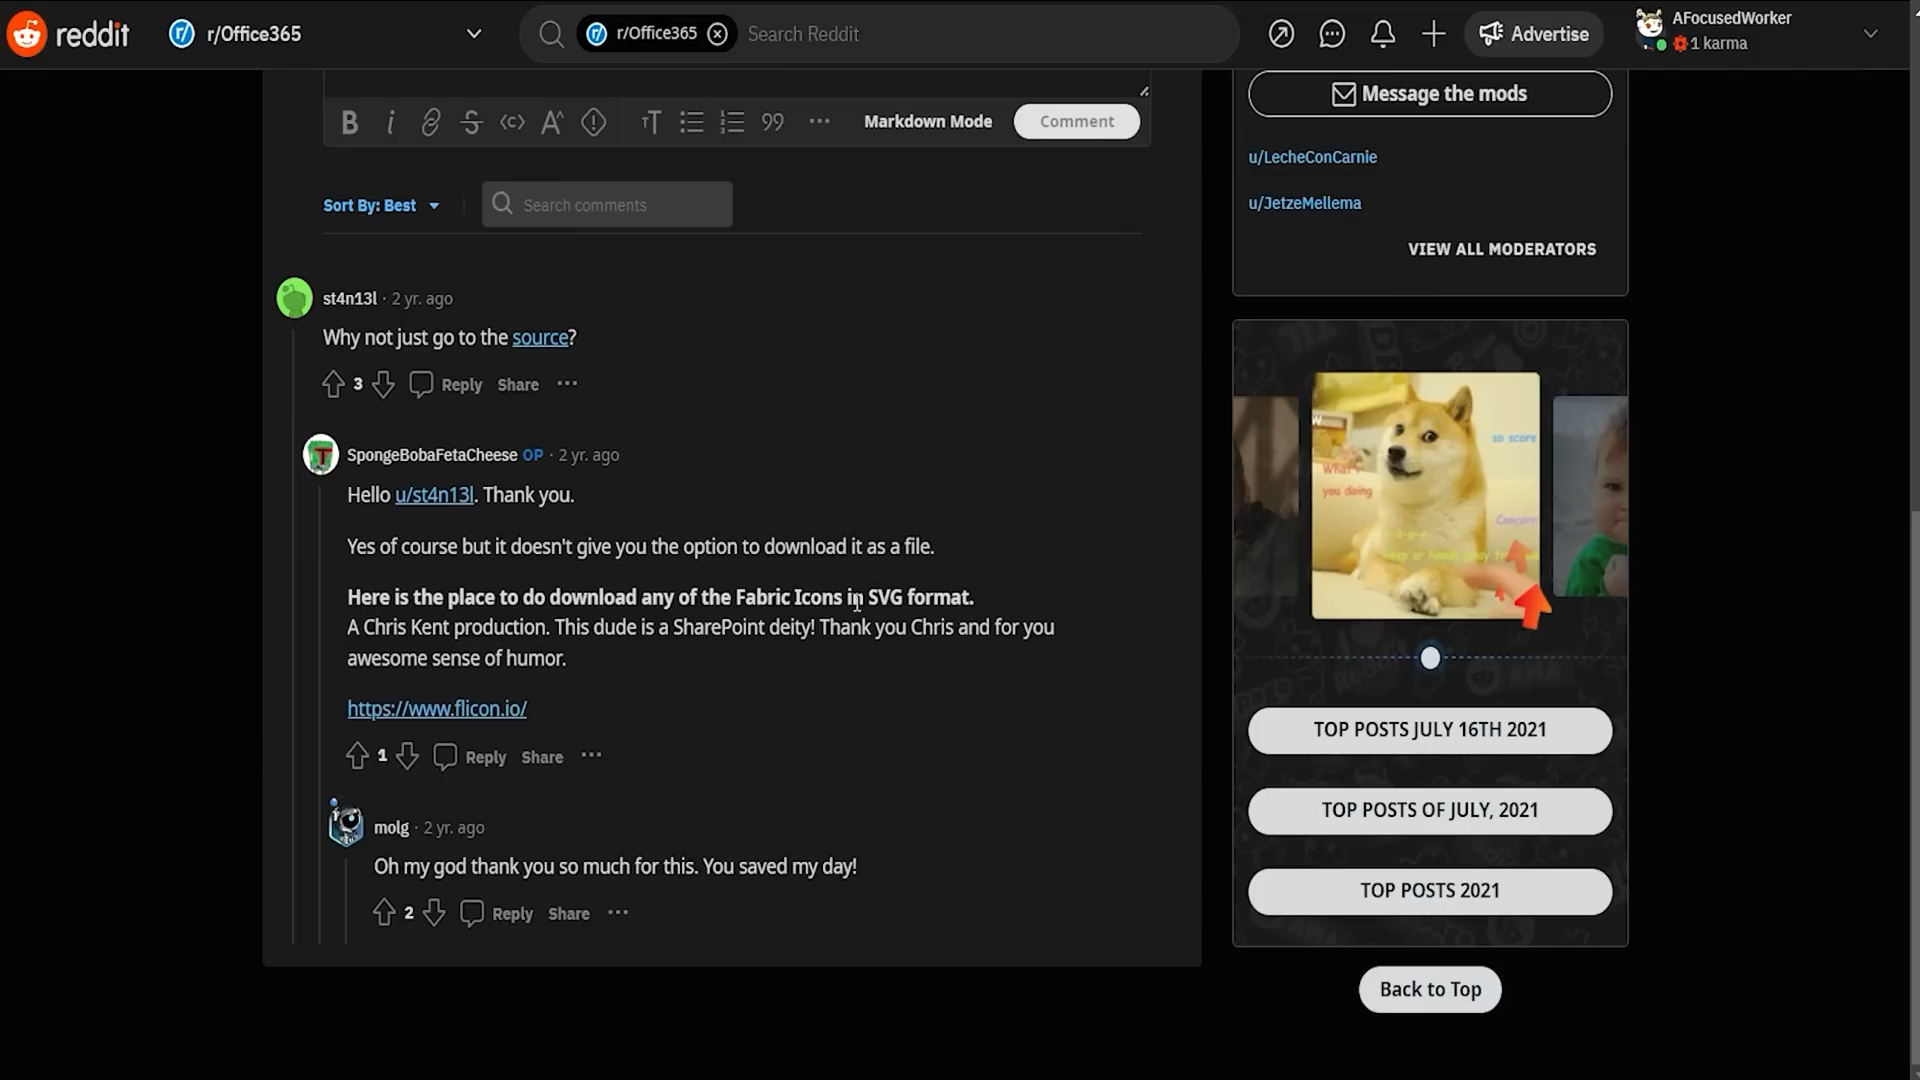 reddit
r/Office365
r/Office365
Search Reddit
Advertise
AFocusedWorker
1 karma
Markdown Mode
Comment
Message the mods
u/LecheConCarnie
u/JetzeMellema
VIEW ALL MODERATORS
Sort By: Best
Search comments
st4n13l · 2 yr. ago
Why not just go to the source?
3
Reply
Share
SpongeBobaFetaCheese OP · 2 yr. ago
Hello u/st4n13l. Thank you.
Yes of course but it doesn't give you the option to download it as a file.
Here is the place to do download any of the Fabric Icons in SVG format.
A Chris Kent production. This dude is a SharePoint deity! Thank you Chris and for you
awesome sense of humor.
https://www.flicon.io/
1
Reply
Share
molg · 2 yr. ago
Oh my god thank you so much for this. You saved my day!
2
Reply
Share
so scare
What r
you doing
Concern
TOP POSTS JULY 16TH 2021
TOP POSTS OF JULY, 2021
TOP POSTS 2021
Back to Top